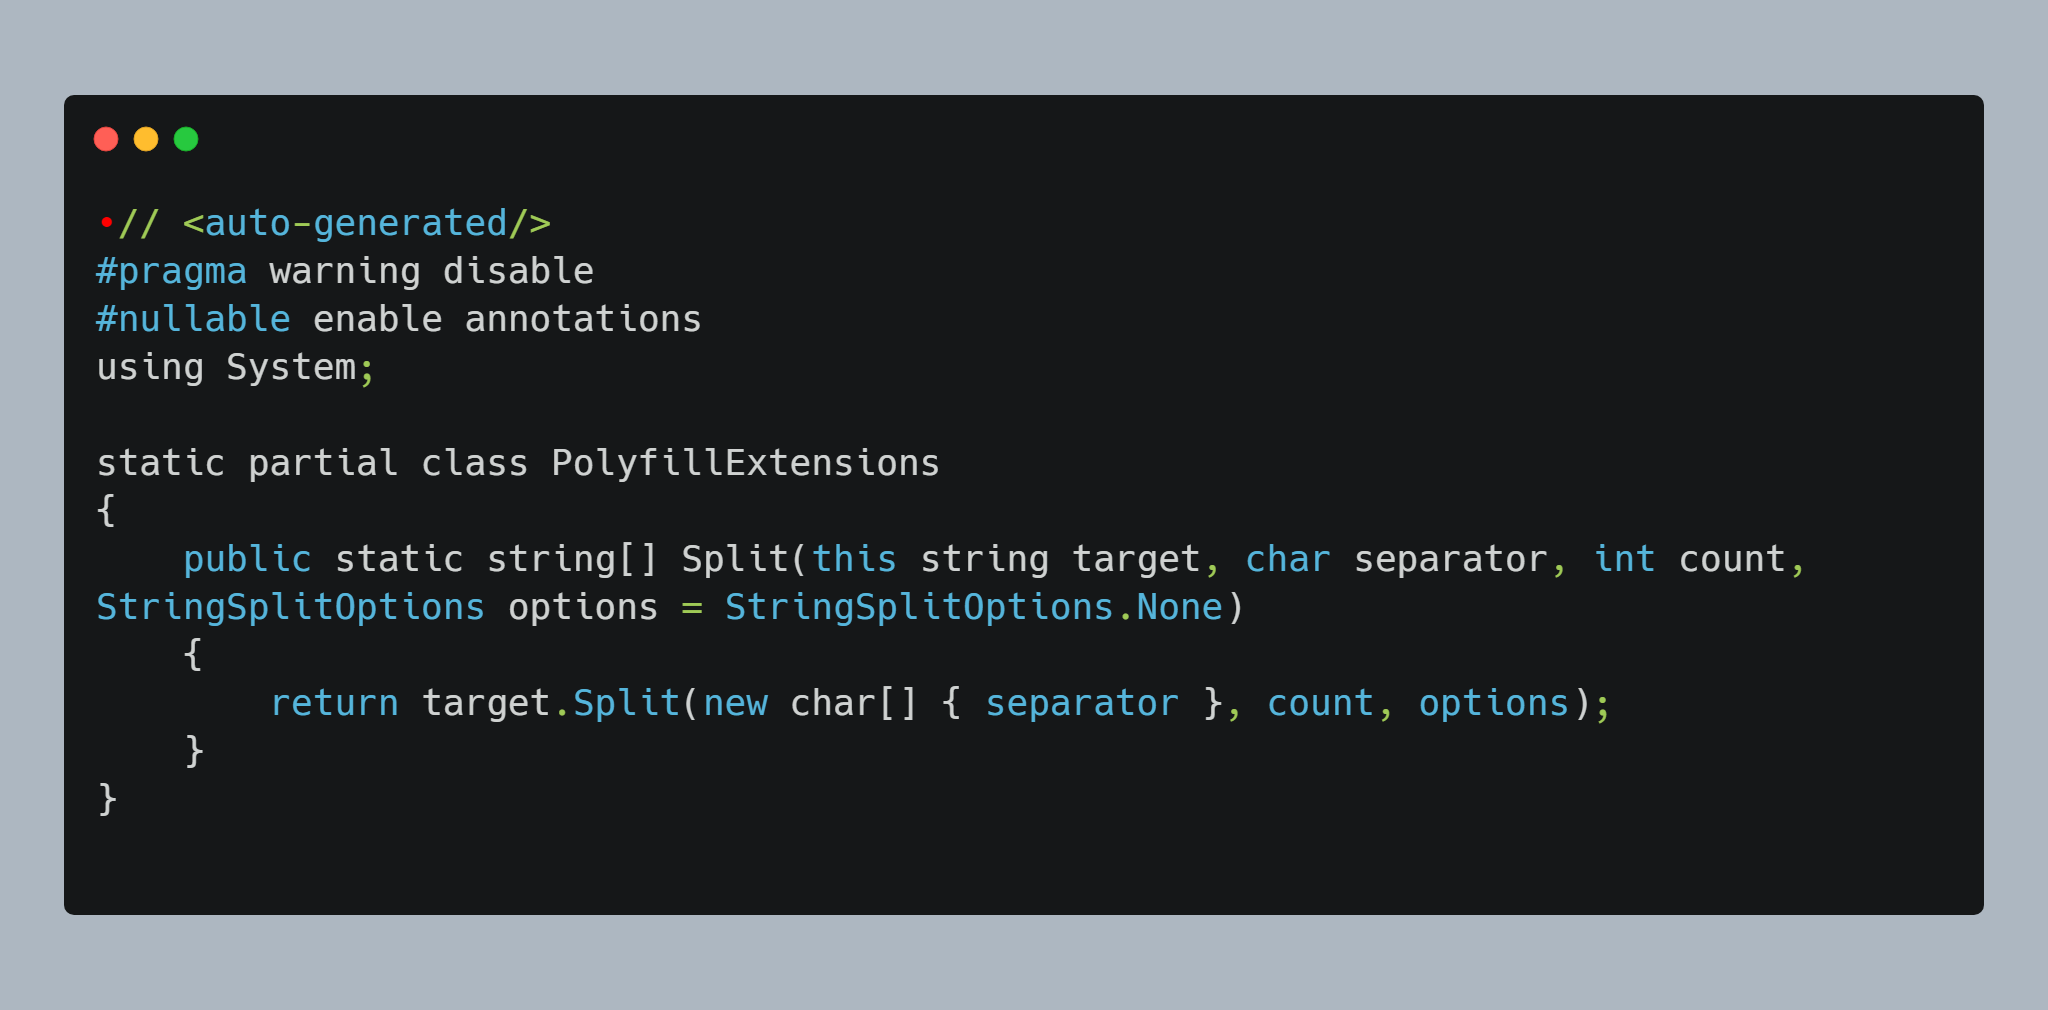 •// <auto-generated/>
#pragma warning disable
#nullable enable annotations
using System;
static partial class PolyfillExtensions
{
    public static string[] Split(this string target, char separator, int count,
StringSplitOptions options = StringSplitOptions.None)
    {
        return target.Split(new char[] { separator }, count, options);
    }
}